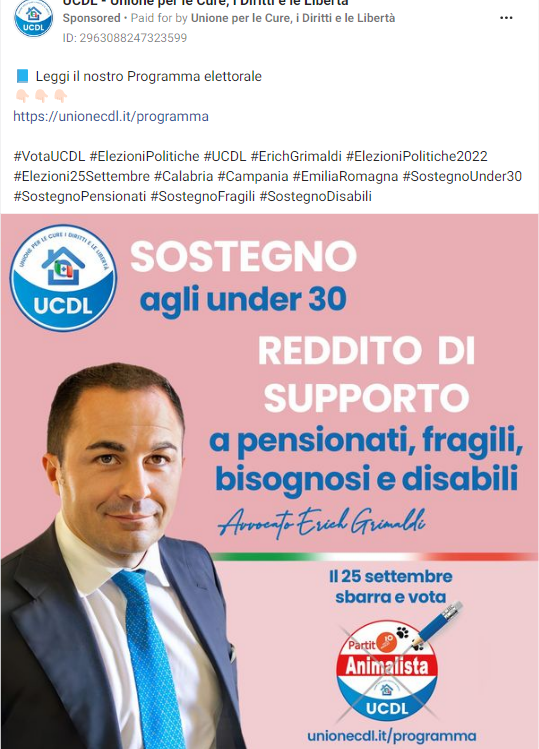 UCDL - Unione per le Cure, i Diritti e le Libertà
UCDL
Sponsored • Paid for by Unione per le Cure, i Diritti e le Libertà
ID: 2963088247323599
Leggi il nostro Programma elettorale
https://unionecdl.it/programma
#VotaUCDL #ElezioniPolitiche #UCDL #ErichGrimaldi #ElezioniPolitiche2022
#Elezioni25Settembre #Calabria #Campania #EmiliaRomagna #SostegnoUnder30
#SostegnoPensionati #SostegnoFragili #SostegnoDisabili
UNIONE PER LE CURE I DIRITTI E LE LIBERTÀ
UCDL
SOSTEGNO
agli under 30
REDDITO DI
SUPPORTO
a pensionati, fragili,
bisognosi e disabili
Avvocato Erich Grimaldi
Il 25 settembre
sbarra e vota
Partito
Animalista
UCDL
unionecdl.it/programma